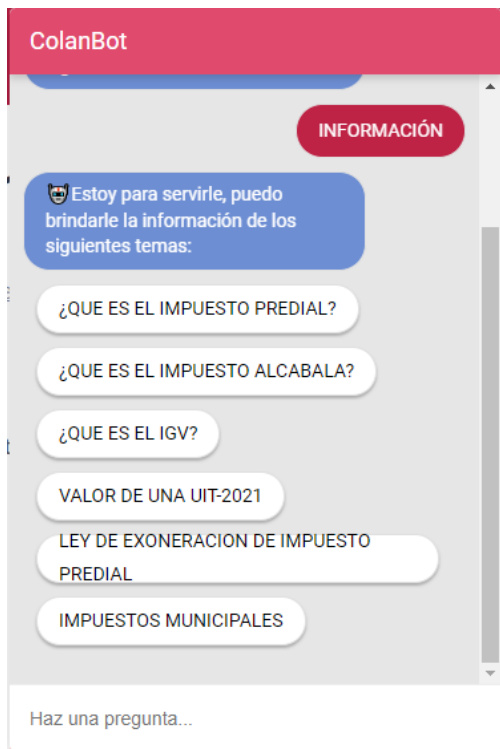 ColanBot
INFORMACIÓN
Estoy para servirle, puedo
brindarle la información de los
siguientes temas:
¿QUE ES EL IMPUESTO PREDIAL?
¿QUE ES EL IMPUESTO ALCABALA?
¿QUE ES EL IGV?
VALOR DE UNA UIT-2021
LEY DE EXONERACION DE IMPUESTO
PREDIAL
IMPUESTOS MUNICIPALES
Haz una pregunta...